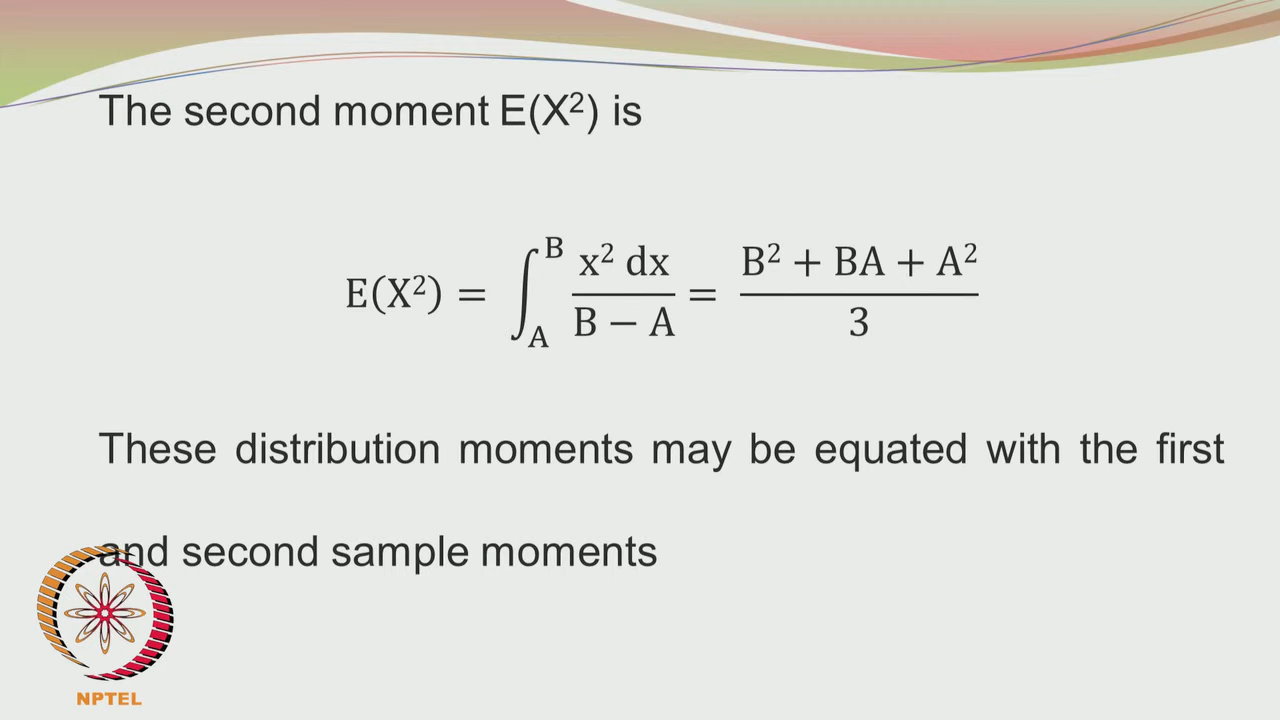 The second moment E(X²) is
E(X²) = ∫_A^B x² dx / (B − A) = (B² + BA + A²) / 3
These distribution moments may be equated with the first
and second sample moments
NPTEL